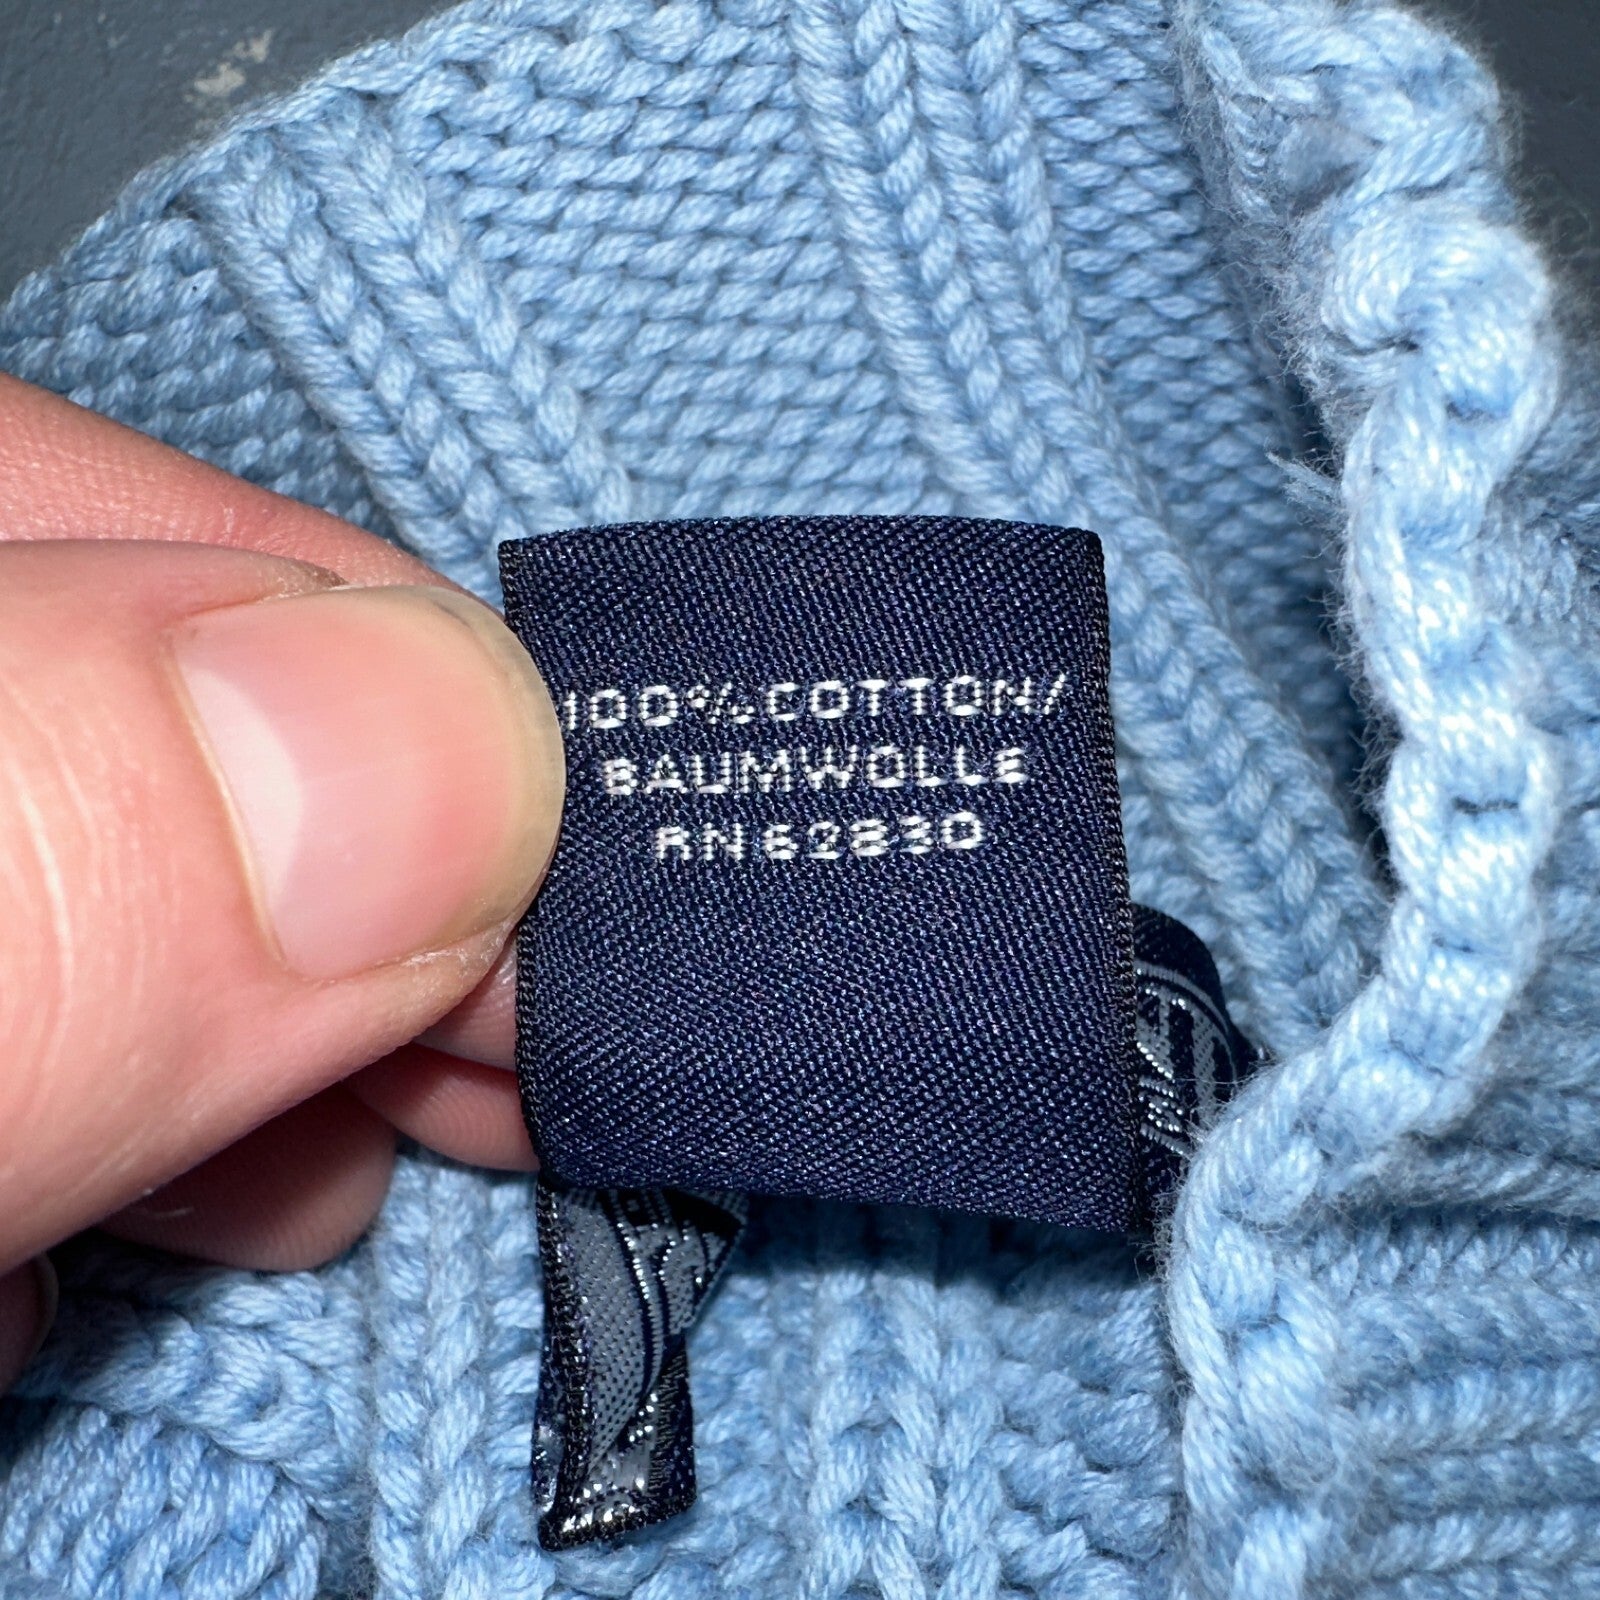 100% COTTON/
BAUMWOLLE
RN 62830